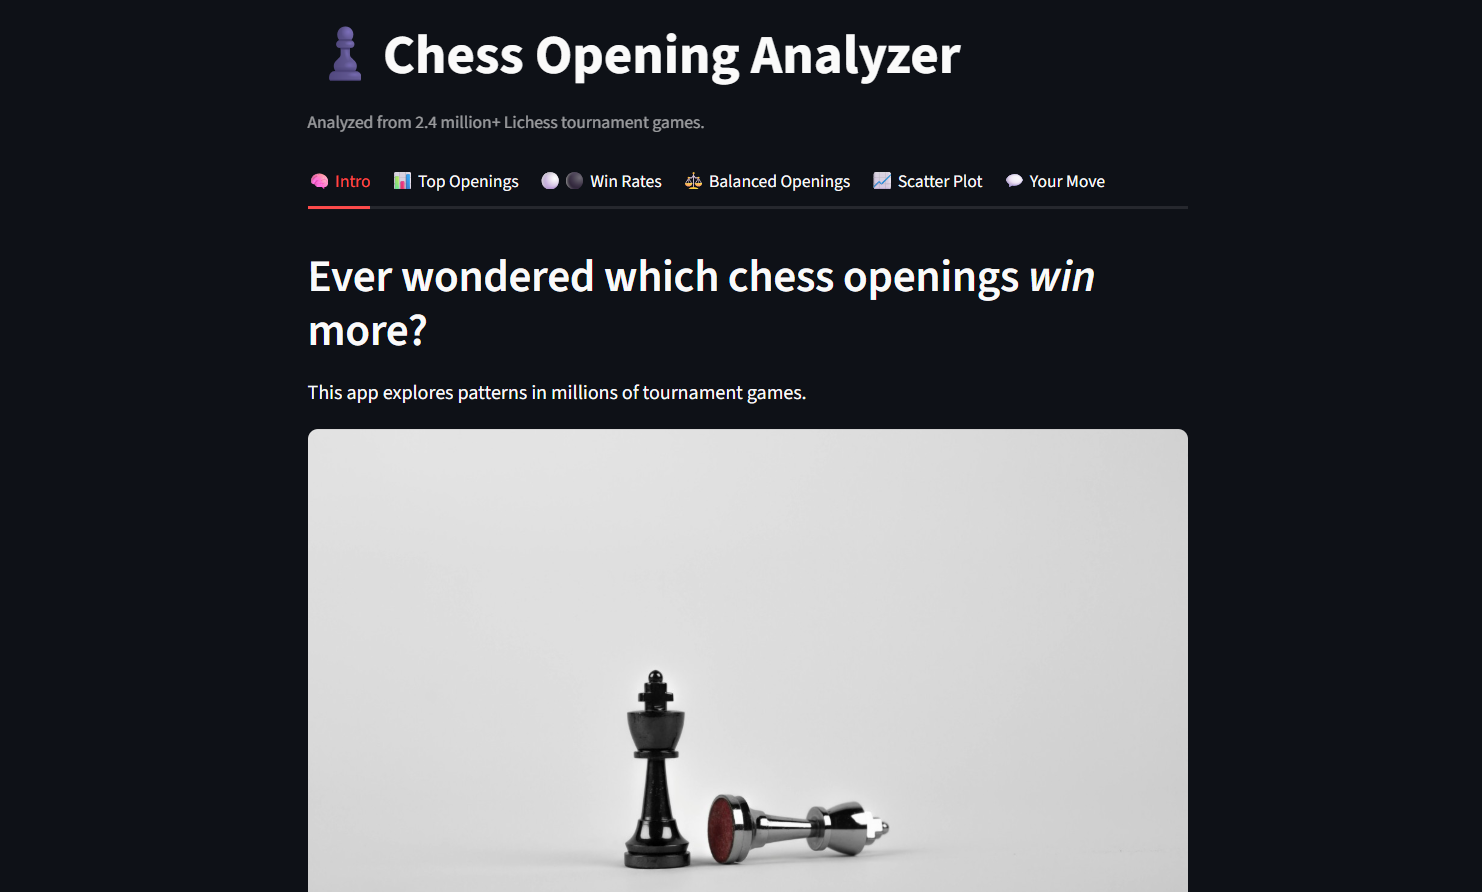 Chess Opening Analyzer
Analyzed from 2.4 million+ Lichess tournament games.
Intro Top Openings Win Rates Balanced Openings Scatter Plot Your Move
Ever wondered which chess openings win
more?
This app explores patterns in millions of tournament games.